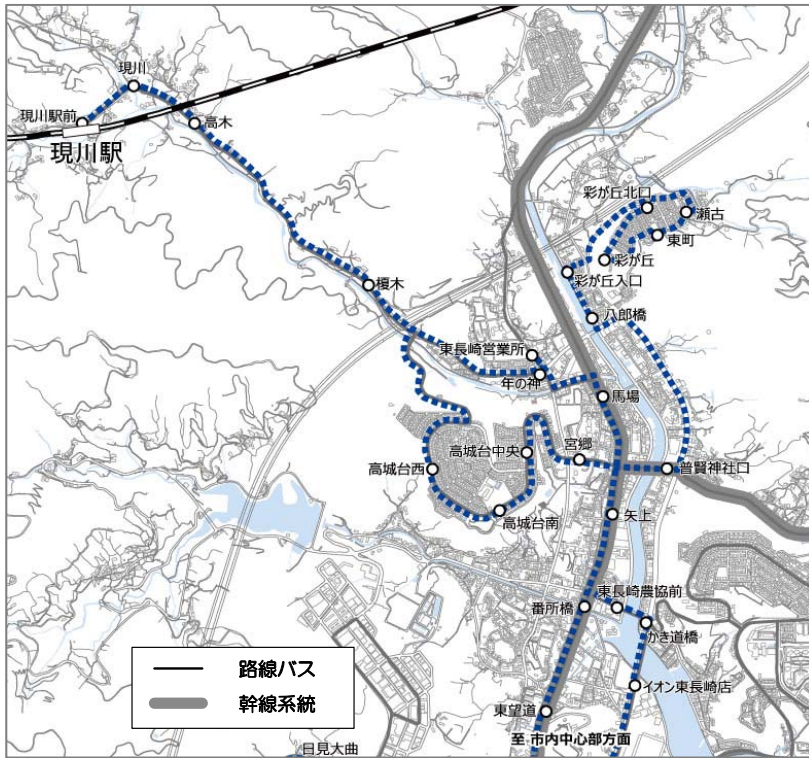 現川
現川駅前
高木
現川駅
彩が丘北口
瀬古
東町
彩が丘
彩が丘入口
榎木
八郎橋
東長崎営業所
年の神
馬場
高城台中央
宮郷
高城台西
普賢神社口
高城台南
矢上
東長崎農協前
番所橋
かき道橋
路線バス
イオン東長崎店
幹線系統
東望道
至 市内中心部方面
日見大曲